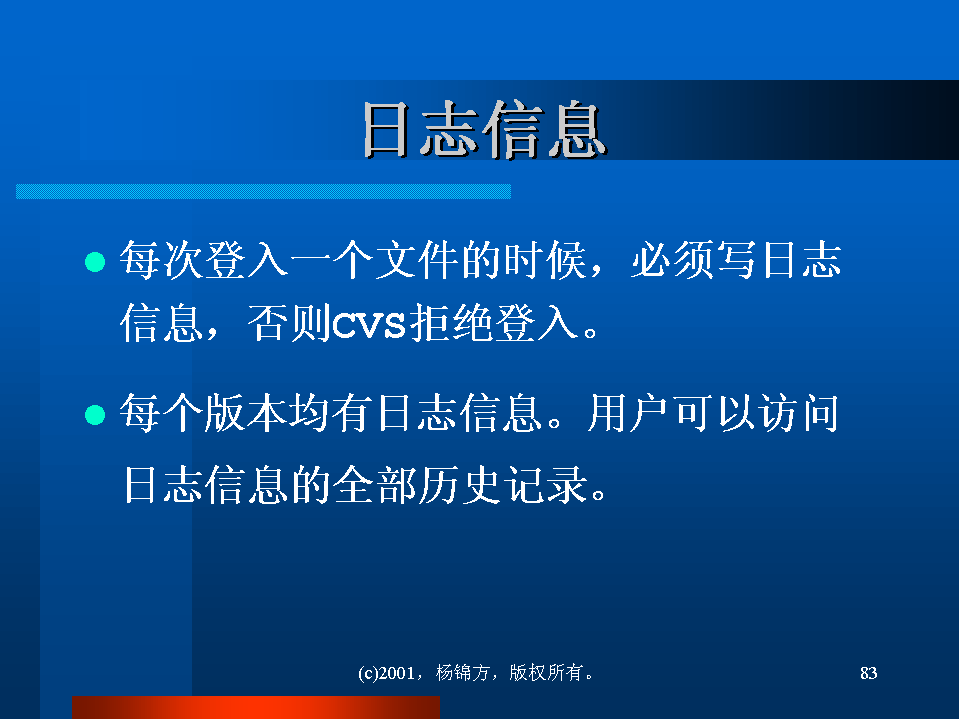 日志信息
每次登入一个文件的时候，必须写日志
信息，否则CVS拒绝登入。
每个版本均有日志信息。用户可以访问
日志信息的全部历史记录。
(c)2001，杨锦方，版权所有。
83